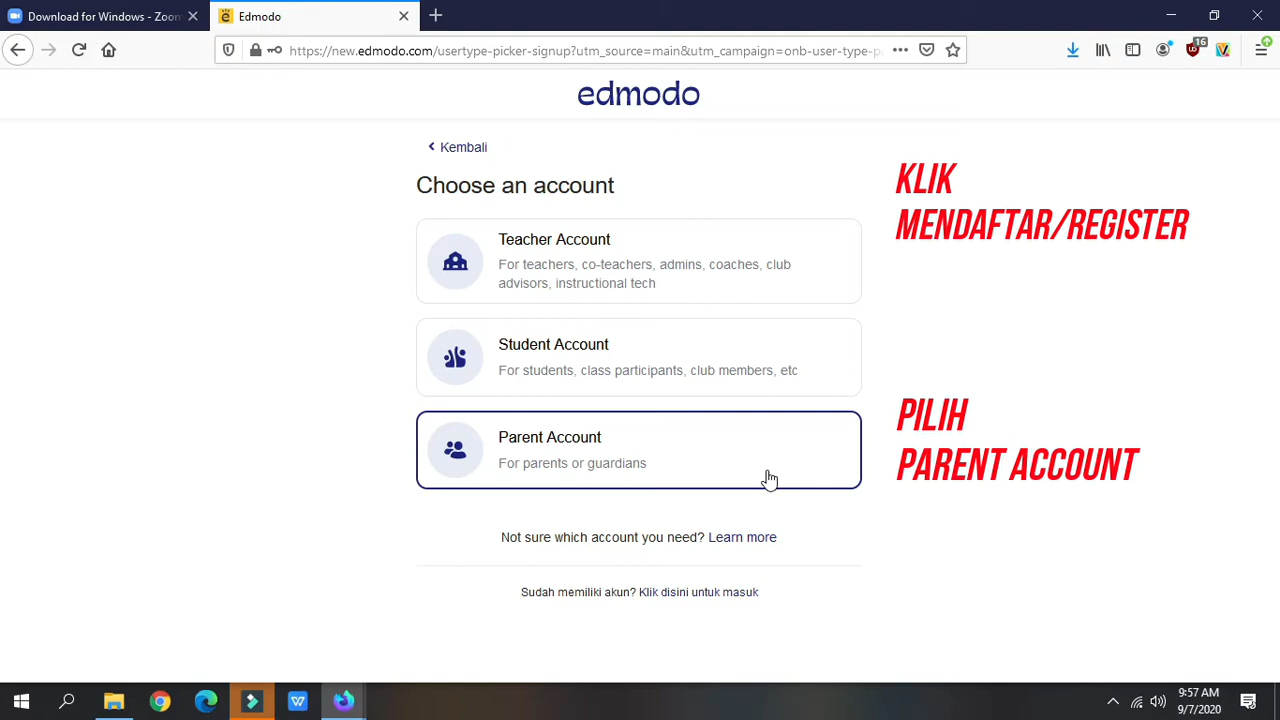 Download for Windows - Zoom
Edmodo
https://new.edmodo.com/usertype-picker-signup?utm_source=main&utm_campaign=onb-user-type-p
16
edmodo
Kembali
Choose an account
Teacher Account
For teachers, co-teachers, admins, coaches, club
advisors, instructional tech
Student Account
For students, class participants, club members, etc
Parent Account
For parents or guardians
Not sure which account you need? Learn more
Sudah memiliki akun? Klik disini untuk masuk
KLIK
MENDAFTAR/REGISTER
PILIH
PARENT ACCOUNT
9:57 AM
9/7/2020